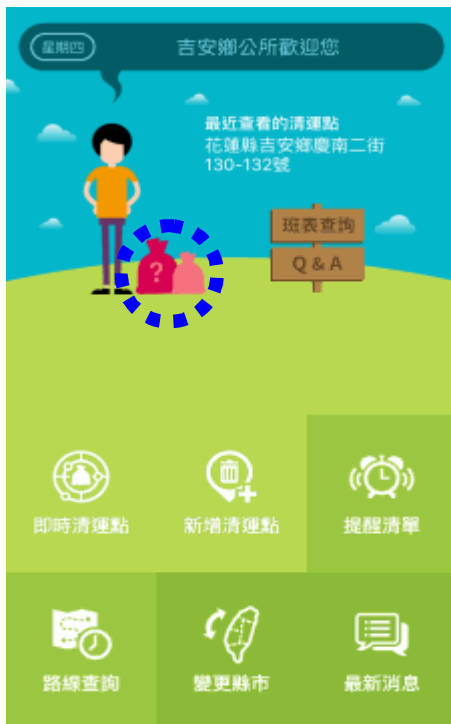 星期四
吉安鄉公所歡迎您
最近查看的清運點
花蓮縣吉安鄉慶南二街
130-132號
班表查詢
Q & A
?
即時清運點
新增清運點
提醒清單
路線查詢
變更縣市
最新消息